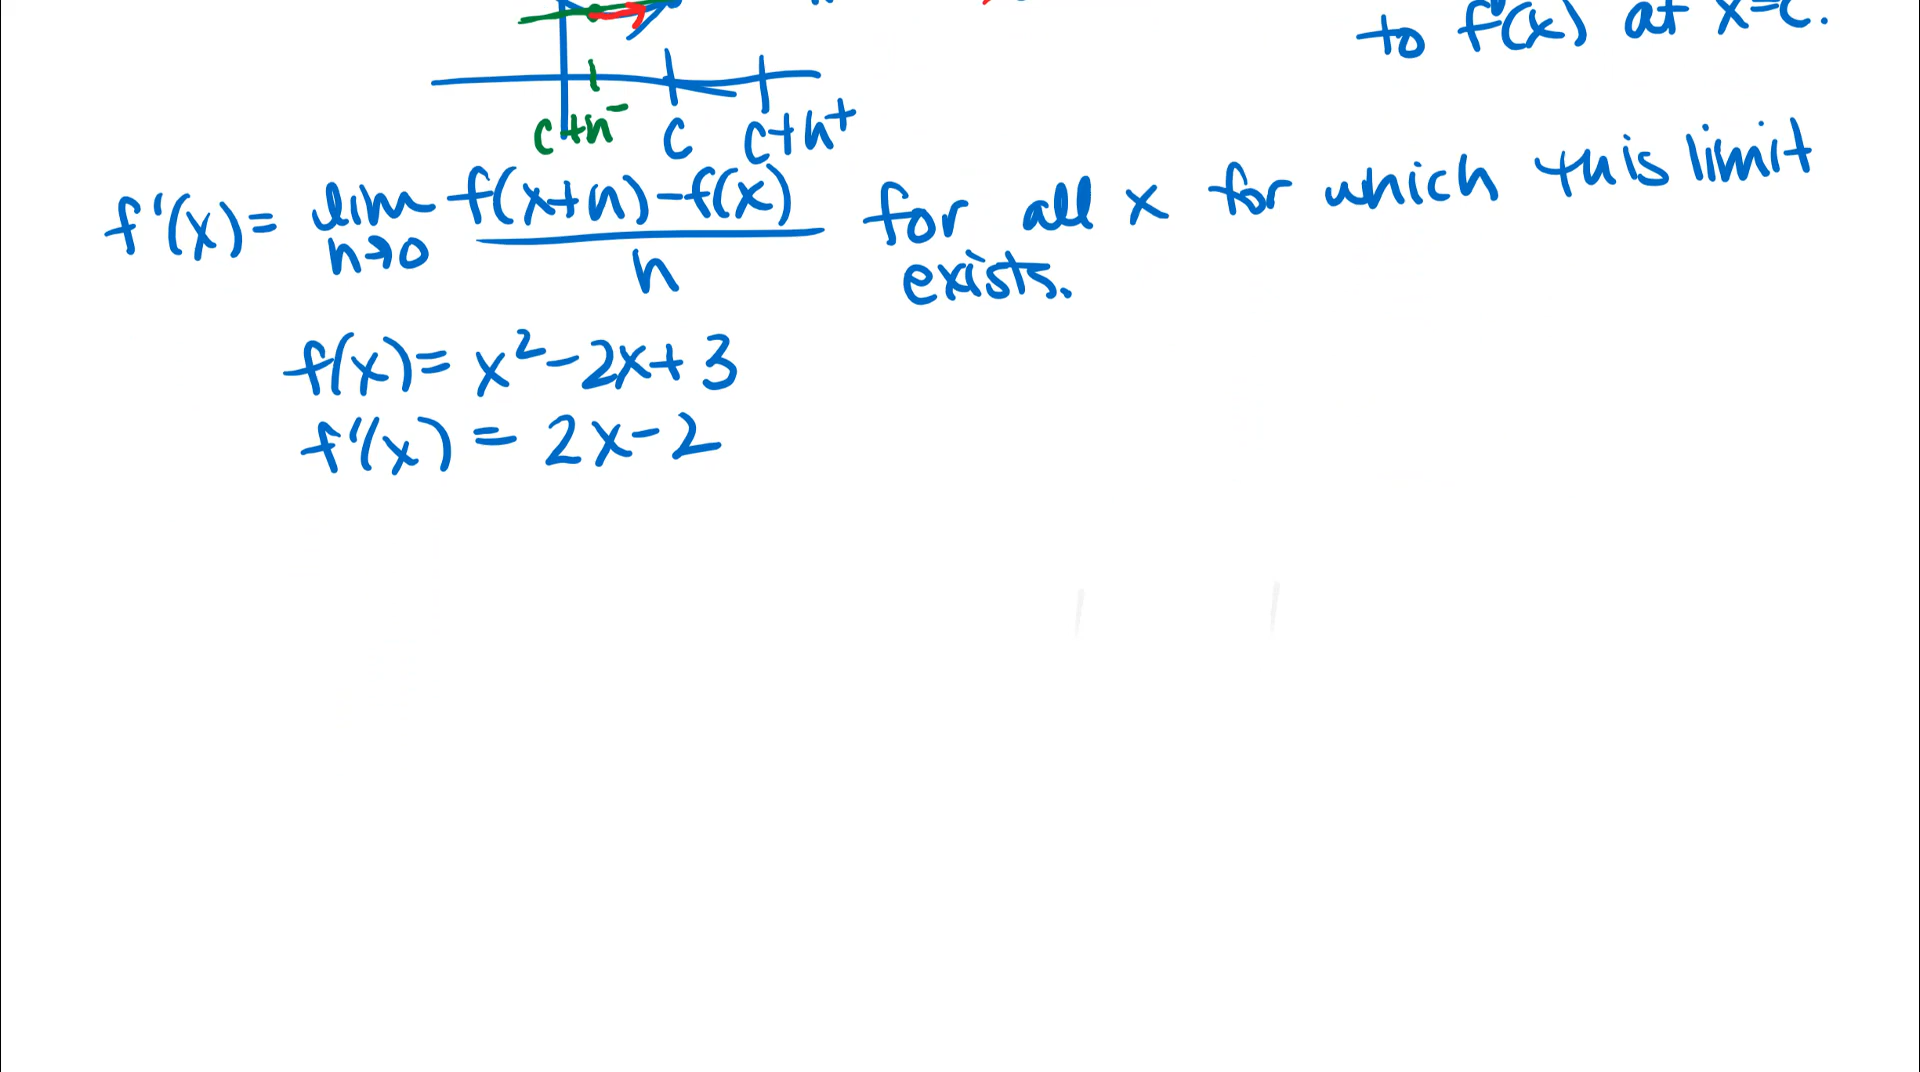 to f'(x) at x=c.
c+h⁻ c c+h⁺
f'(x)= lim h→0 f(x+h)-f(x) / h for all x for which this limit
exists.
f(x)= x²-2x+3
f'(x) = 2x-2